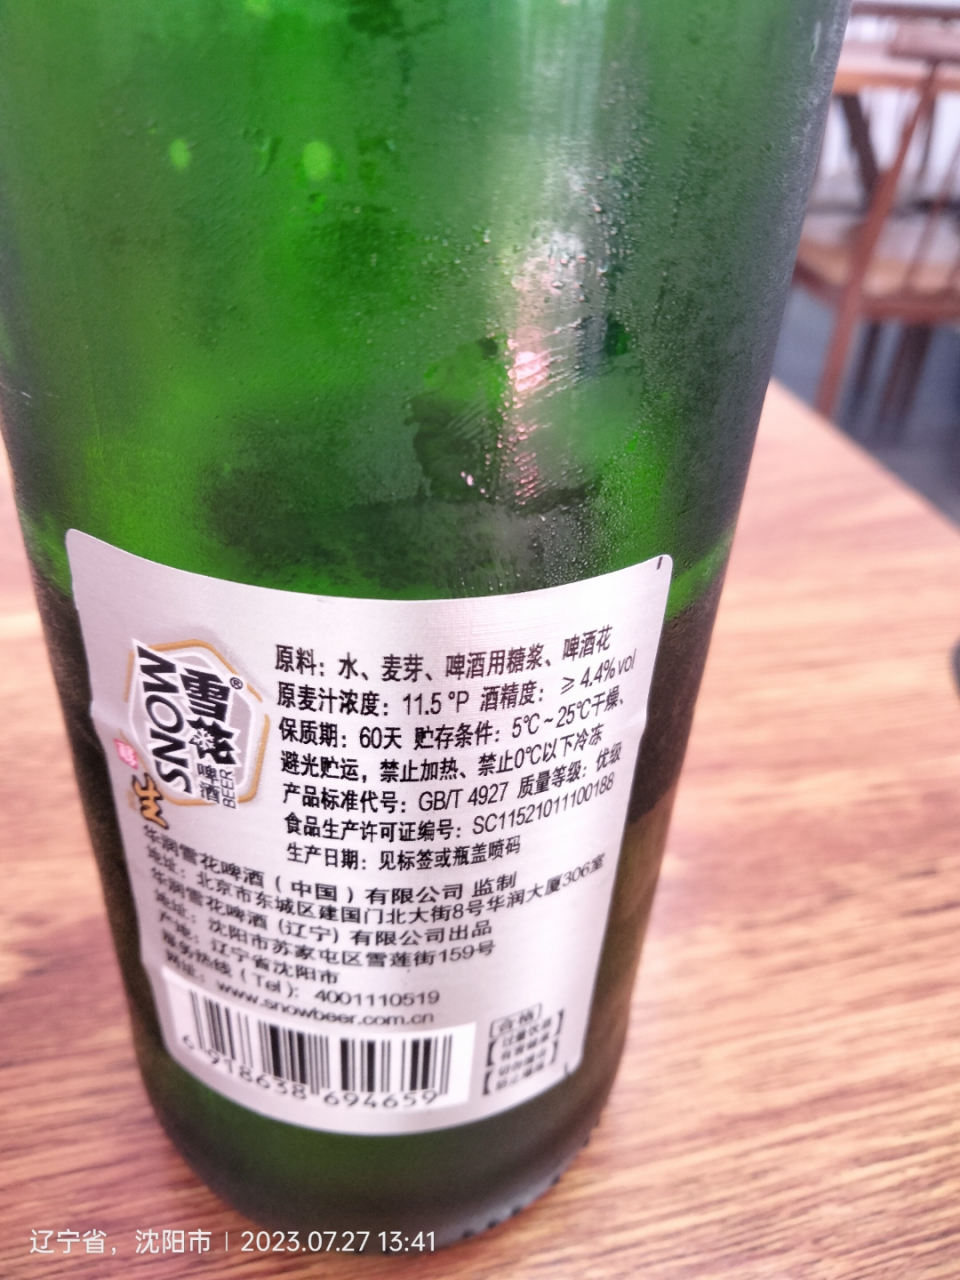 SNOW
雪花®
啤酒
BEER
生
原料：水、麦芽、啤酒用糖浆、啤酒花
原麦汁浓度：11.5 °P 酒精度：≥4.4%vol
保质期：60天 贮存条件：5℃~25℃干燥、
避光贮运，禁止加热、禁止0℃以下冷冻
产品标准代号：GB/T 4927 质量等级：优级
食品生产许可证编号：SC11521011100188
生产日期：见标签或瓶盖喷码
华润雪花啤酒（中国）有限公司 监制
地址：北京市东城区建国门北大街8号华润大厦306室
华润雪花啤酒（辽宁）有限公司出品
地址：沈阳市苏家屯区雪莲街159号
产地：辽宁省沈阳市
服务热线（Tel）：4001110519
网址：www.snowbeer.com.cn
6 918638 694659
合格
辽宁省，沈阳市 | 2023.07.27 13:41